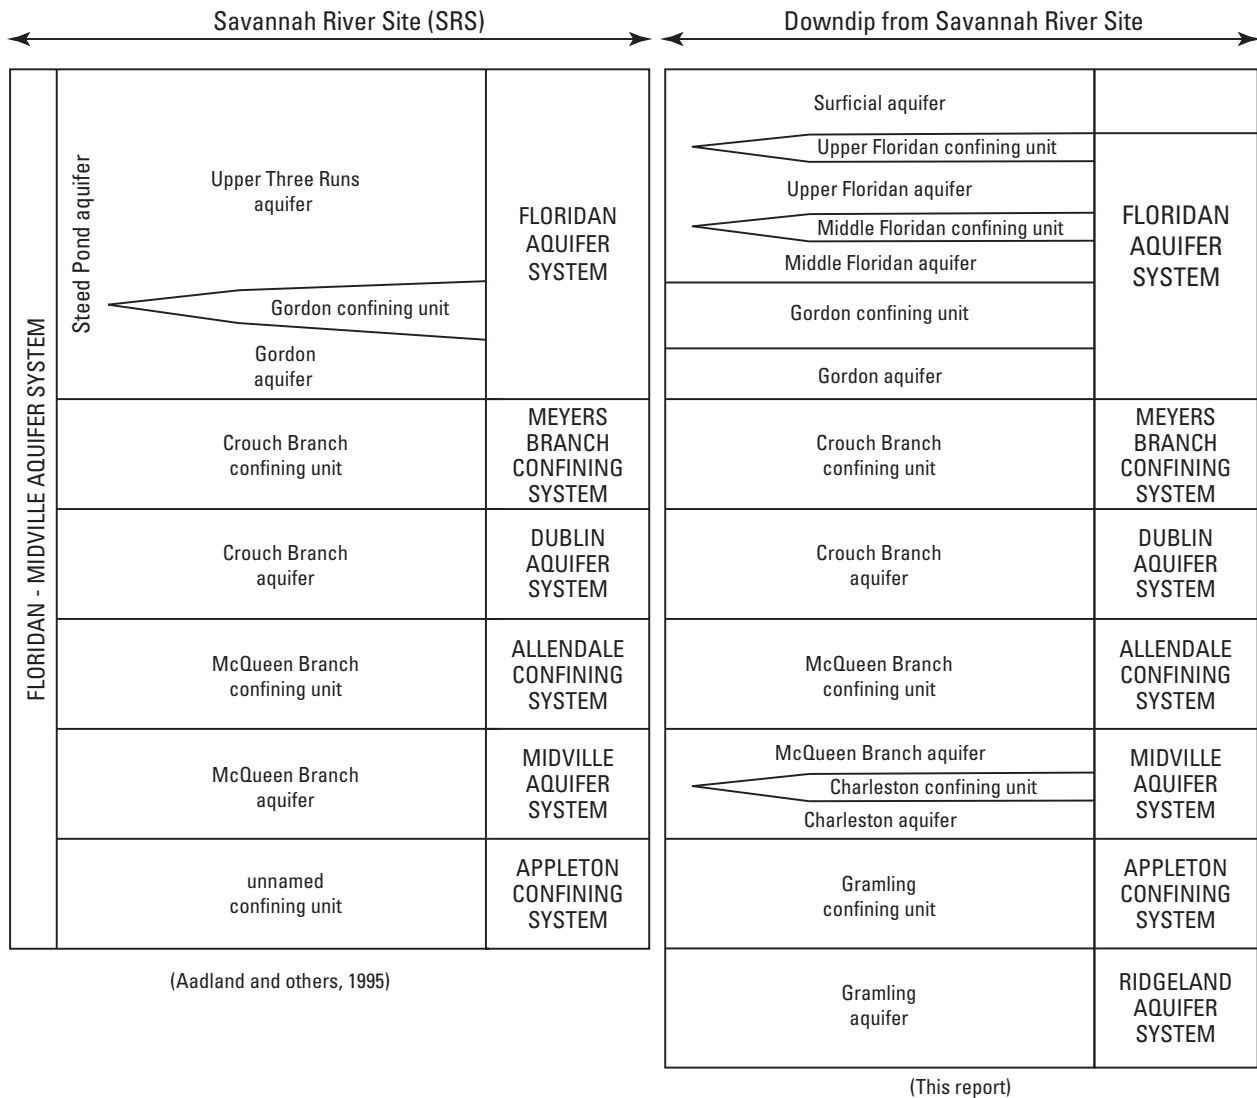 Savannah River Site (SRS)
Downdip from Savannah River Site
FLORIDAN - MIDVILLE AQUIFER SYSTEM
Steed Pond aquifer
Upper Three Runs
aquifer
Gordon confining unit
Gordon
aquifer
FLORIDAN
AQUIFER
SYSTEM
Crouch Branch
confining unit
MEYERS
BRANCH
CONFINING
SYSTEM
Crouch Branch
aquifer
DUBLIN
AQUIFER
SYSTEM
McQueen Branch
confining unit
ALLENDALE
CONFINING
SYSTEM
McQueen Branch
aquifer
MIDVILLE
AQUIFER
SYSTEM
unnamed
confining unit
APPLETON
CONFINING
SYSTEM
(Aadland and others, 1995)
Surficial aquifer
Upper Floridan confining unit
Upper Floridan aquifer
Middle Floridan confining unit
Middle Floridan aquifer
Gordon confining unit
Gordon aquifer
FLORIDAN
AQUIFER
SYSTEM
Crouch Branch
confining unit
MEYERS
BRANCH
CONFINING
SYSTEM
Crouch Branch
aquifer
DUBLIN
AQUIFER
SYSTEM
McQueen Branch
confining unit
ALLENDALE
CONFINING
SYSTEM
McQueen Branch aquifer
Charleston confining unit
Charleston aquifer
MIDVILLE
AQUIFER
SYSTEM
Gramling
confining unit
APPLETON
CONFINING
SYSTEM
Gramling
aquifer
RIDGELAND
AQUIFER
SYSTEM
(This report)